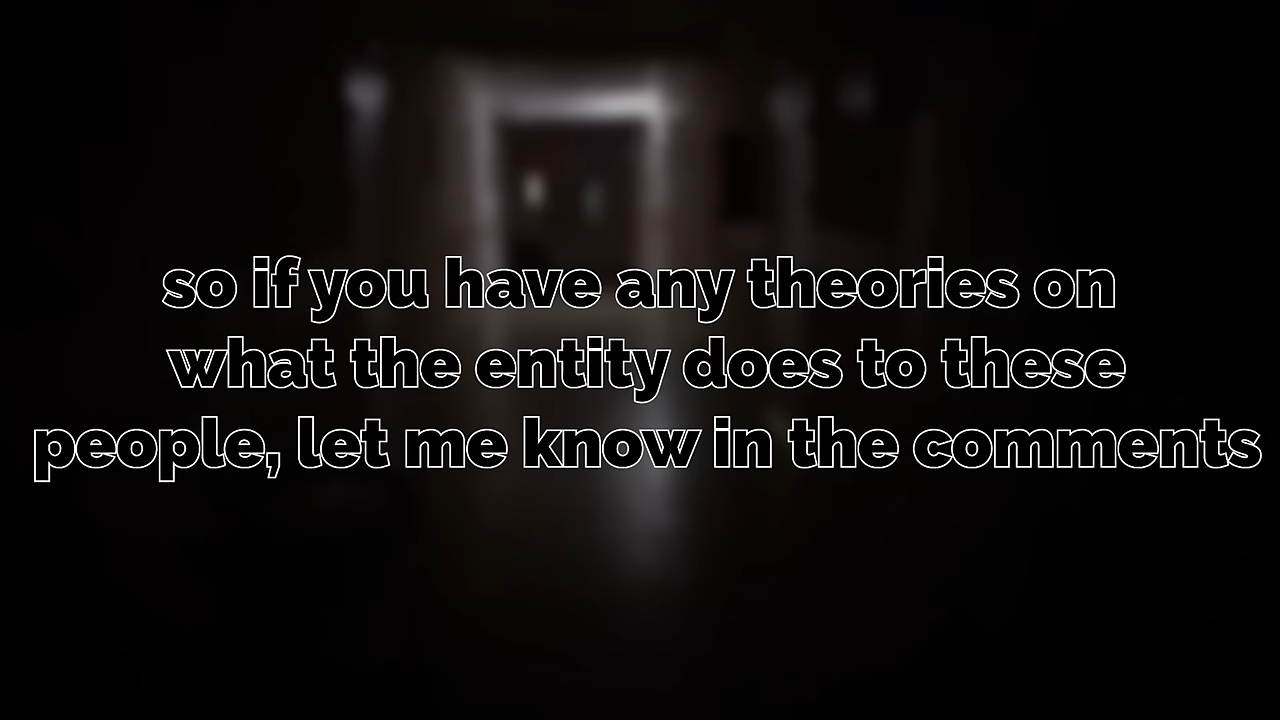 so if you have any theories on
what the entity does to these
people, let me know in the comments